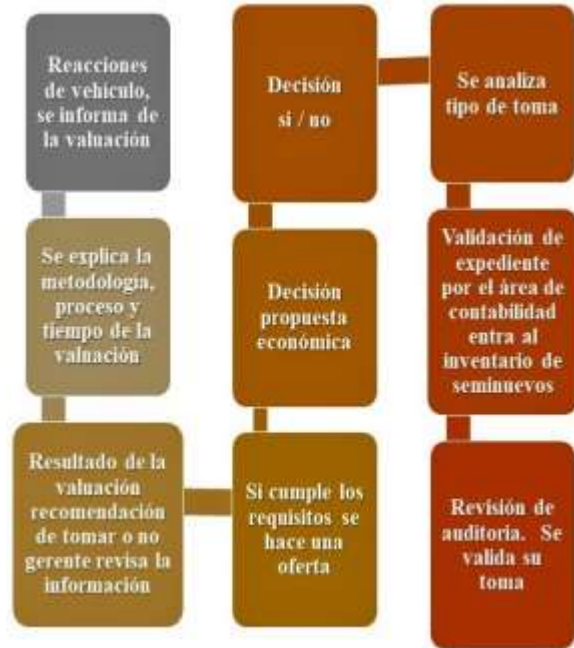 Reacciones
de vehículo,
se informa de
la valuación
Se explica la
metodología,
proceso y
tiempo de la
valuación
Resultado de la
valuación
recomendación
de tomar o no
gerente revisa la
información
Si cumple los
requisitos se
hace una
oferta
Decisión
propuesta
económica
Decisión
si / no
Se analiza
tipo de toma
Validación de
expediente
por el área de
contabilidad
entra al
inventario de
seminuevos
Revisión de
auditoria. Se
valida su
toma